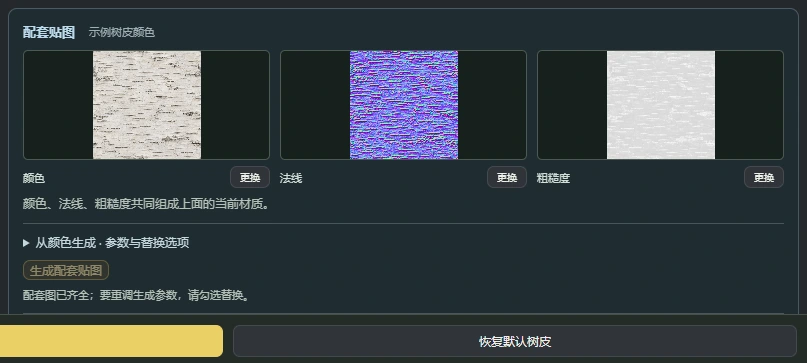 配套贴图 示例树皮颜色
颜色 更换 法线 更换 粗糙度 更换
颜色、法线、粗糙度共同组成上面的当前材质。
▶ 从颜色生成 · 参数与替换选项
生成配套贴图
配套图已齐全；要重调生成参数，请勾选替换。
恢复默认树皮